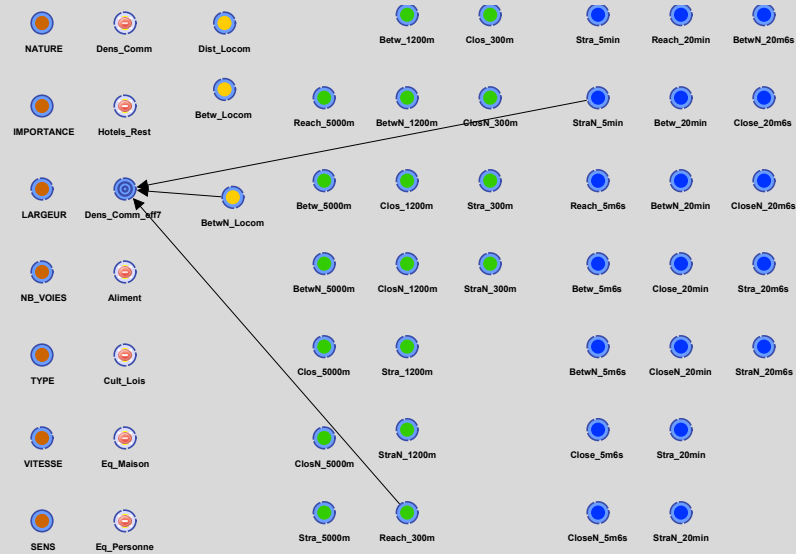 Betw_1200m Clos_300m Stra_5min Reach_20min BetwN_20m6s
NATURE Dens_Comm Dist_Locom
Betw_Locom Reach_5000m BetwN_1200m ClosN_300m StraN_5min Betw_20min Close_20m6s
IMPORTANCE Hotels_Rest
Betw_5000m Clos_1200m Stra_300m Reach_5m6s BetwN_20min CloseN_20m6s
LARGEUR Dens_Comm_eff7 BetwN_Locom
BetwN_5000m ClosN_1200m StraN_300m Betw_5m6s Close_20min Stra_20m6s
NB_VOIES Aliment
Clos_5000m Stra_1200m BetwN_5m6s CloseN_20min StraN_20m6s
TYPE Cult_Lois
StraN_1200m Close_5m6s Stra_20min
VITESSE Eq_Maison ClosN_5000m
Stra_5000m Reach_300m CloseN_5m6s StraN_20min
SENS Eq_Personne